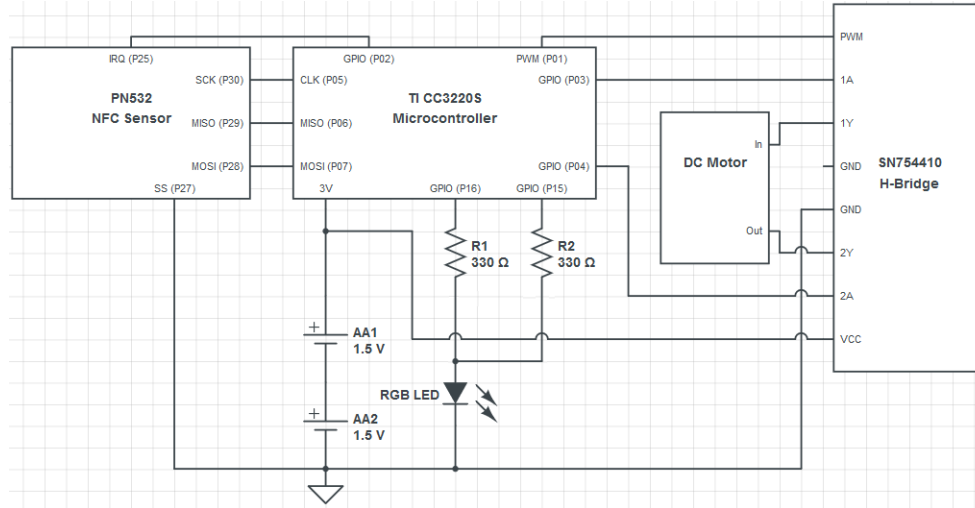 IRQ (P25)
SCK (P30)
PN532
NFC Sensor
MISO (P29)
MOSI (P28)
SS (P27)
GPIO (P02)
PWM (P01)
CLK (P05)
GPIO (P03)
TI CC3220S
Microcontroller
MISO (P06)
MOSI (P07)
GPIO (P04)
3V
GPIO (P16)
GPIO (P15)
R1
330 Ω
R2
330 Ω
In
DC Motor
Out
PWM
1A
1Y
GND
SN754410
H-Bridge
GND
2Y
2A
VCC
+
AA1
1.5 V
RGB LED
+
AA2
1.5 V